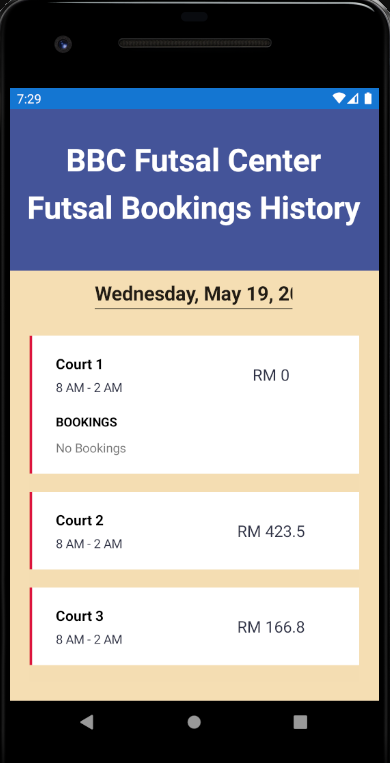 7:29
BBC Futsal Center
Futsal Bookings History
Wednesday, May 19, 20
Court 1
RM 0
8 AM - 2 AM
BOOKINGS
No Bookings
Court 2
RM 423.5
8 AM - 2 AM
Court 3
RM 166.8
8 AM - 2 AM